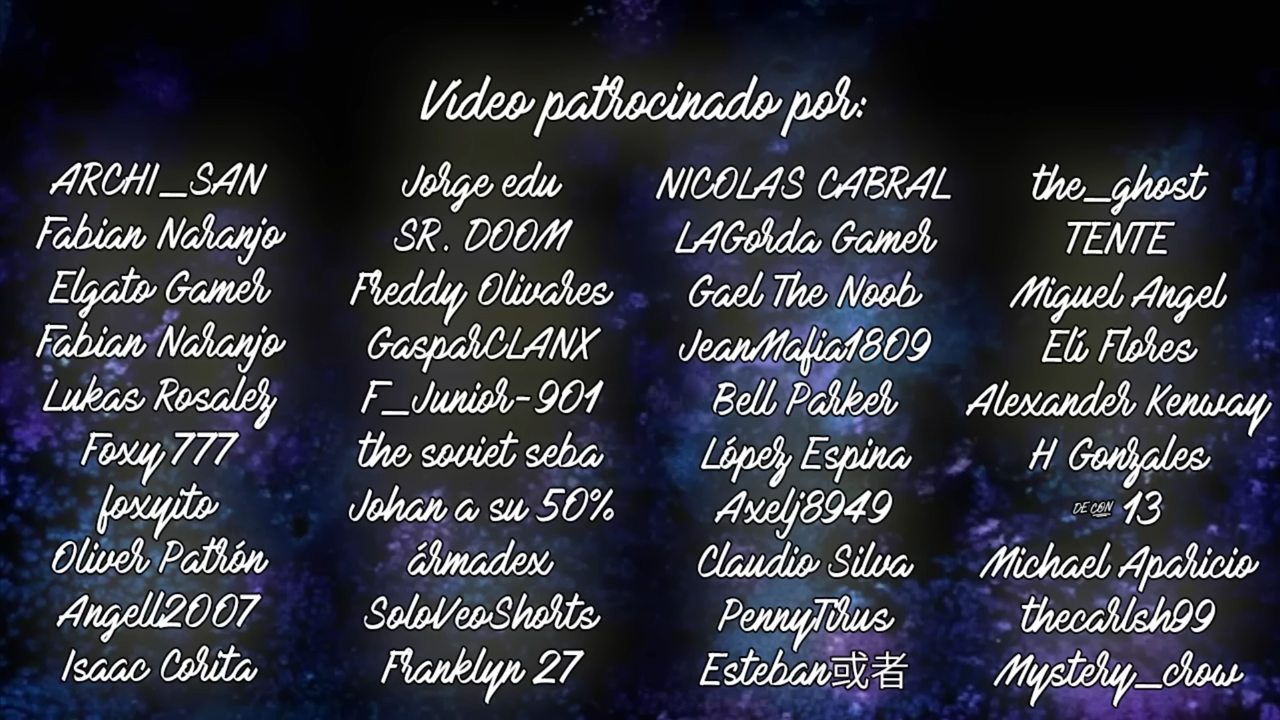 Vídeo patrocinado por:
ARCHI_SAN
Fabian Naranjo
Elgato Gamer
Fabian Naranjo
Lukas Rosalez
Foxy 777
foxyito
Oliver Patrón
Angell2007
Isaac Corita
Jorge edu
SR. DOOM
Freddy Olivares
GasparCLANX
F_Junior-901
the soviet seba
Johan a su 50%
ármadex
SoloVeoShorts
Franklyn 27
NICOLAS CABRAL
LAGorda Gamer
Gael The Noob
JeanMafia1809
Bell Parker
López Espina
Axelj8949
Claudio Silva
PennyTirus
Esteban或者
the_ghost
TENTE
Miguel Angel
Elí Flores
Alexander Kenway
H Gonzales
DE CON 13
Michael Aparicio
thecarlsh99
Mystery_crow